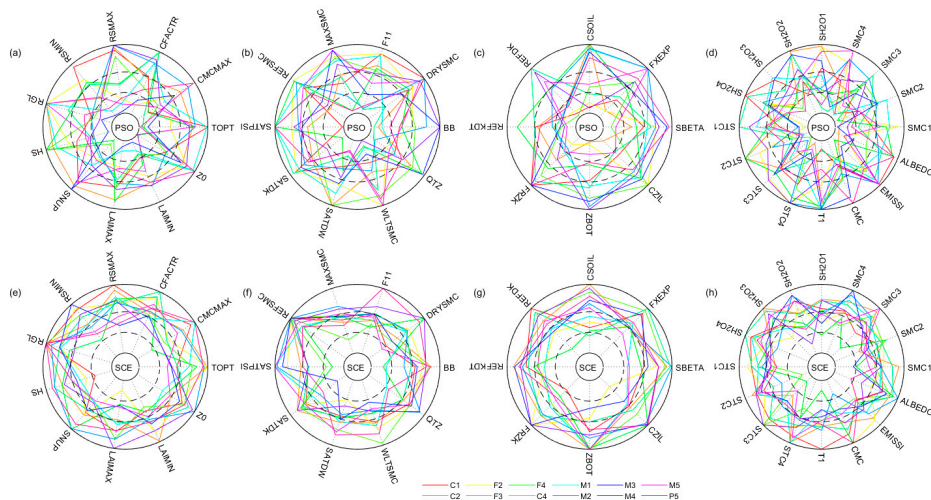 (a)
RSMAX
CFACTR
CMCMAX
TOPT
Z0
LAIMIN
LAIMAX
SNUP
HS
RGL
RSMIN
PSO
(b)
MAXSMC
F11
DRYSMC
BB
QTZ
WLTSMC
SATDW
SATDK
SATPSI
REFSMC
PSO
(c)
CSOIL
FXEXP
SBETA
CZIL
ZBOT
FRZK
REFKDT
REFDK
PSO
(d)
SH2O1
SMC4
SMC3
SMC2
SMC1
ALBEDO
EMISSI
CMC
T1
STC4
STC3
STC2
STC1
SH2O4
SH2O3
SH2O2
PSO
(e)
RSMAX
CFACTR
CMCMAX
TOPT
Z0
LAIMIN
LAIMAX
SNUP
HS
RGL
RSMIN
SCE
(f)
MAXSMC
F11
DRYSMC
BB
QTZ
WLTSMC
SATDW
SATDK
SATPSI
REFSMC
SCE
(g)
CSOIL
FXEXP
SBETA
CZIL
ZBOT
FRZK
REFKDT
REFDK
SCE
(h)
SH2O1
SMC4
SMC3
SMC2
SMC1
ALBEDO
EMISSI
CMC
T1
STC4
STC3
STC2
STC1
SH2O4
SH2O3
SH2O2
SCE
C1 F2 F4 M1 M3 M5
C2 F3 C4 M2 M4 P5